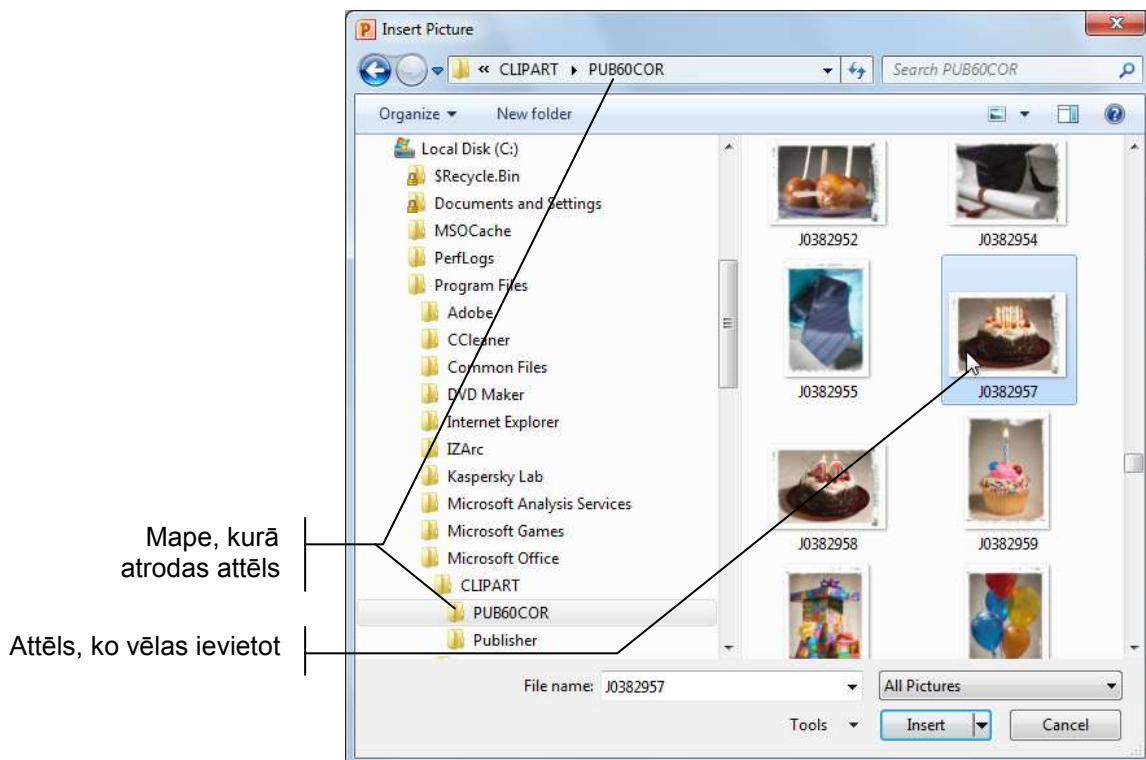 Insert Picture
« CLIPART ▸ PUB60COR
Search PUB60COR
Organize
New folder
Local Disk (C:)
$Recycle.Bin
Documents and Settings
MSOCache
PerfLogs
Program Files
Adobe
CCleaner
Common Files
DVD Maker
Internet Explorer
IZArc
Kaspersky Lab
Microsoft Analysis Services
Microsoft Games
Microsoft Office
CLIPART
PUB60COR
Publisher
J0382952
J0382954
J0382955
J0382957
J0382958
J0382959
Mape, kurā
atrodas attēls
Attēls, ko vēlas ievietot
File name: J0382957
All Pictures
Tools
Insert
Cancel